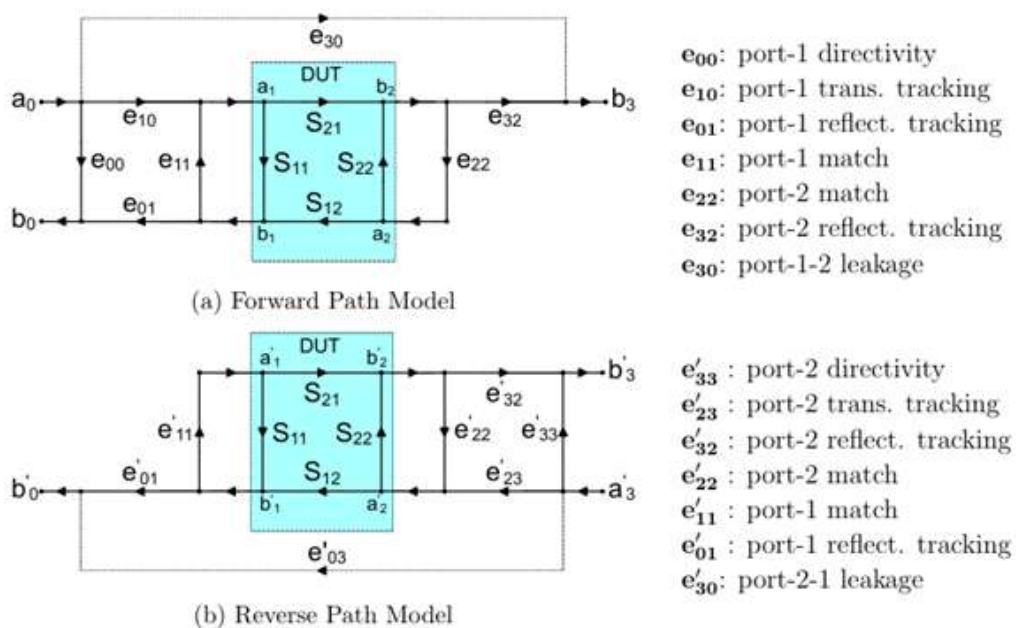 e₃₀
DUT
a₀ e₁₀ a₁ S₂₁ b₂ e₃₂ b₃
e₀₀ e₁₁ S₁₁ S₂₂ e₂₂
b₀ e₀₁ b₁ S₁₂ a₂
(a) Forward Path Model
e₀₀: port-1 directivity
e₁₀: port-1 trans. tracking
e₀₁: port-1 reflect. tracking
e₁₁: port-1 match
e₂₂: port-2 match
e₃₂: port-2 reflect. tracking
e₃₀: port-1-2 leakage
DUT
a'₁ S₂₁ b'₂ e'₃₂ b'₃
e'₁₁ S₁₁ S₂₂ e'₂₂ e'₃₃
b'₀ e'₀₁ b'₁ S₁₂ a'₂ e'₂₃ a'₃
e'₀₃
(b) Reverse Path Model
e'₃₃ : port-2 directivity
e'₂₃ : port-2 trans. tracking
e'₃₂ : port-2 reflect. tracking
e'₂₂ : port-2 match
e'₁₁ : port-1 match
e'₀₁ : port-1 reflect. tracking
e'₃₀ : port-2-1 leakage